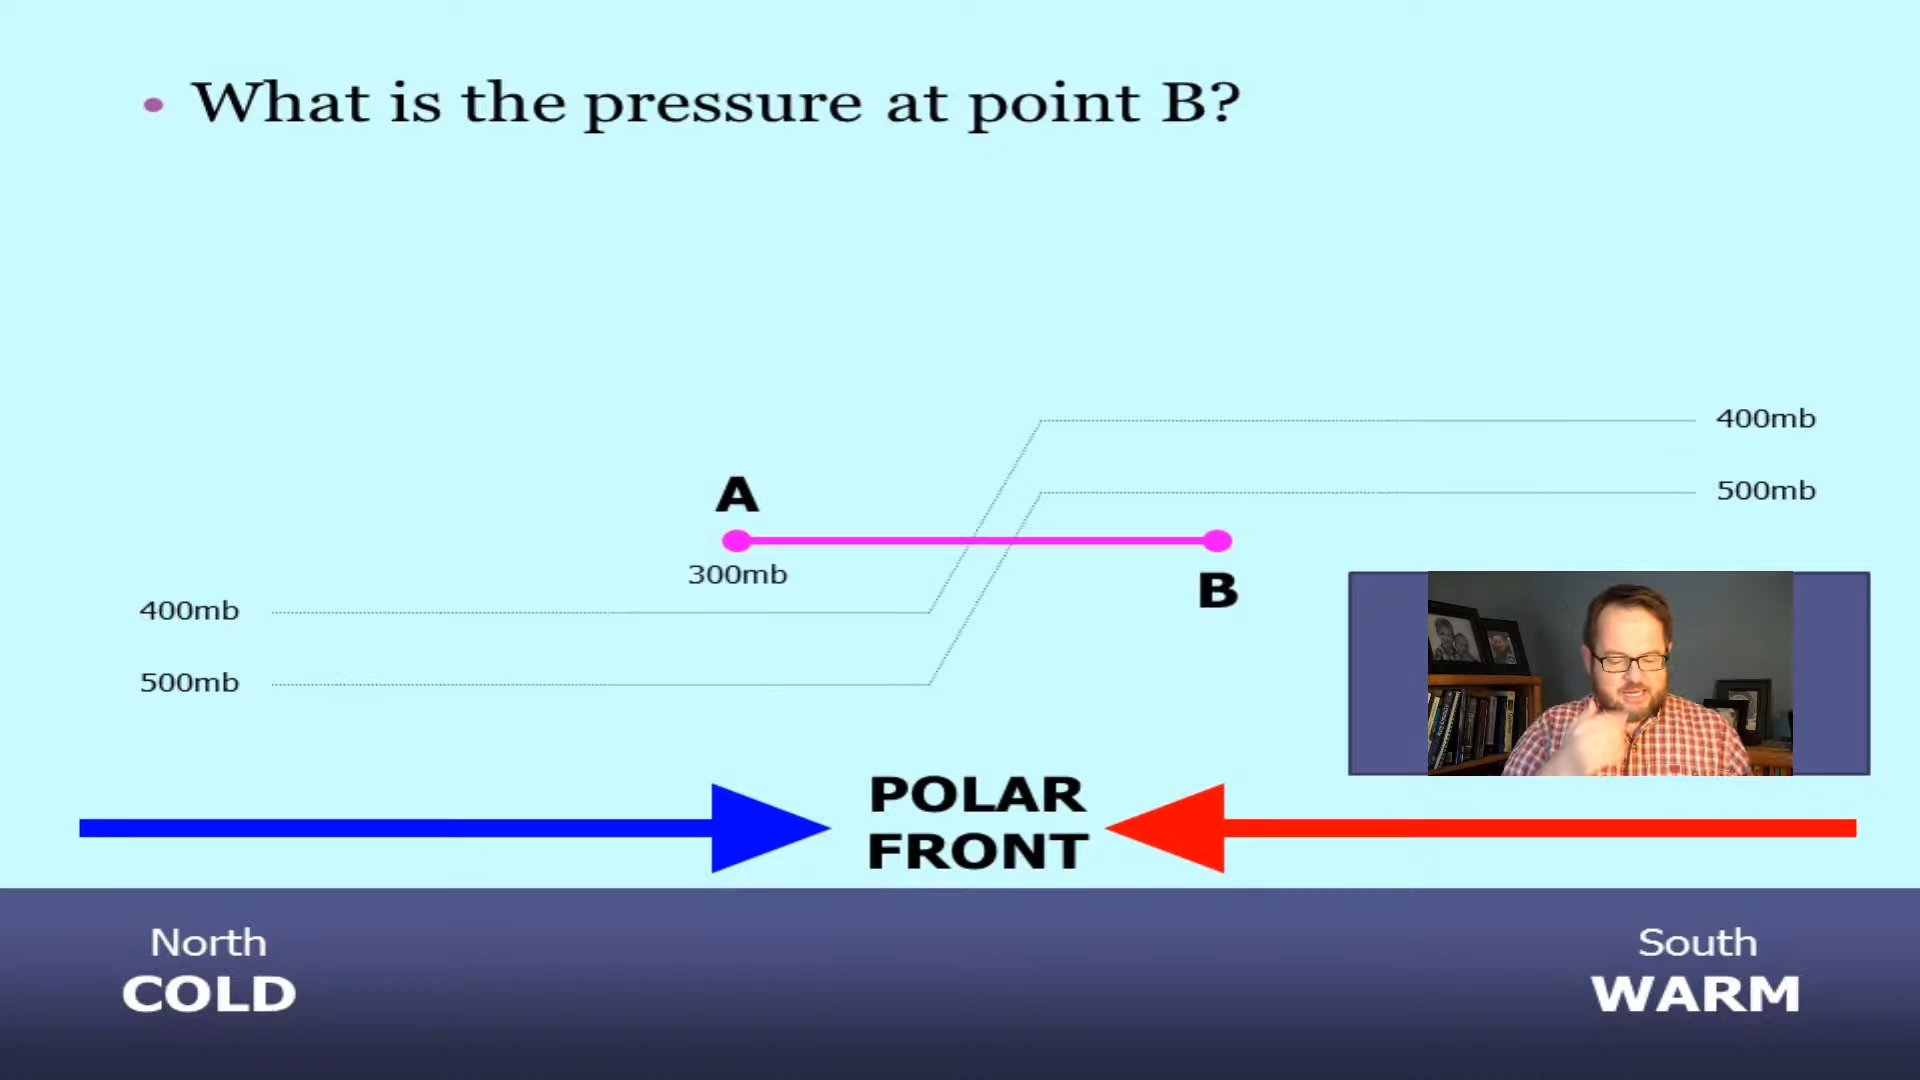 What is the pressure at point B?
400mb
500mb
A
300mb
B
400mb
500mb
POLAR
FRONT
North
COLD
South
WARM